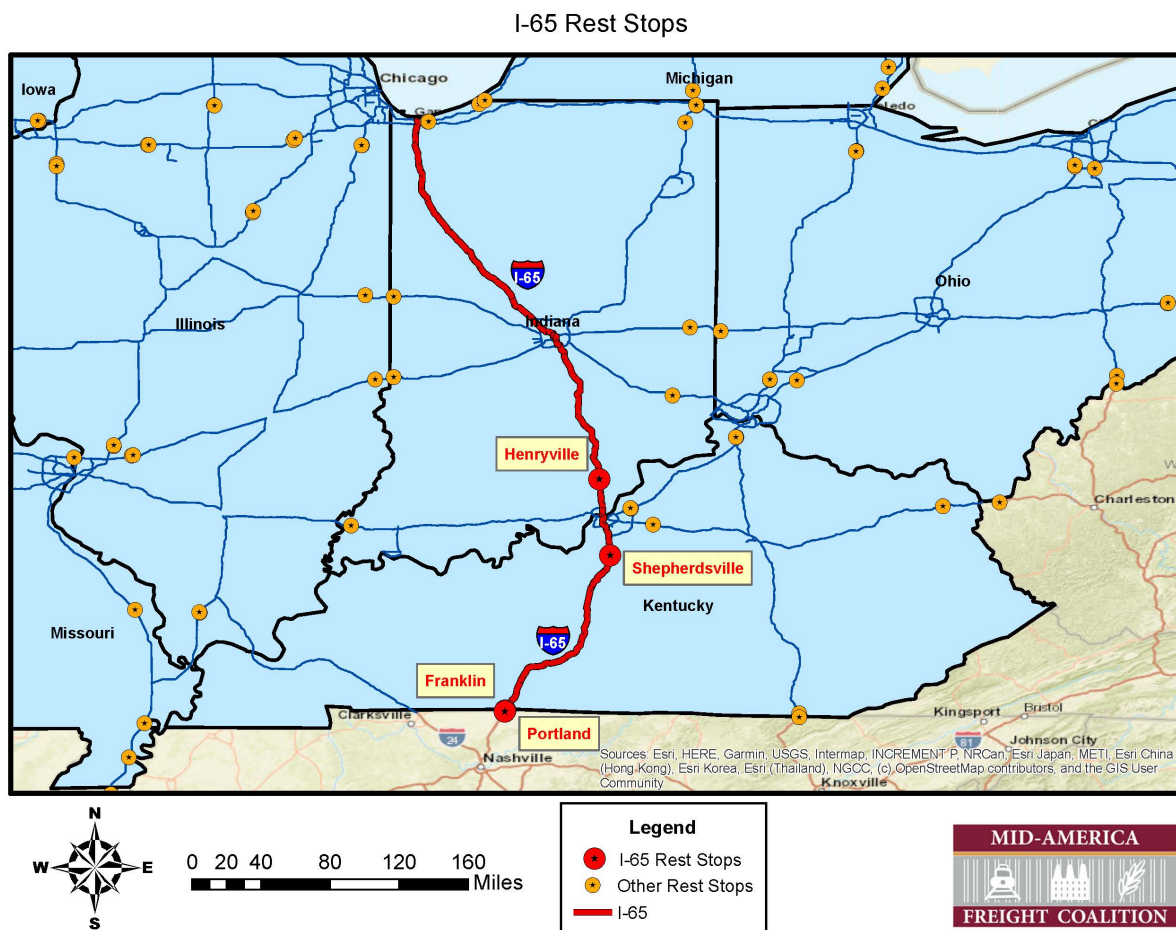 I-65 Rest Stops
Chicago
Michigan
Iowa
I-65
Ohio
Illinois
Indiana
Henryville
Charleston
Shepherdsville
Kentucky
Missouri
I-65
Franklin
Clarksville
Kingsport
Bristol
Portland
24
81
Johnson City
Nashville
Sources: Esri, HERE, Garmin, USGS, Intermap, INCREMENT P, NRCan, Esri Japan, METI, Esri China
(Hong Kong), Esri Korea, Esri (Thailand), NGCC, (c) OpenStreetMap contributors, and the GIS User
Community
Knoxville
N
W
E
S
0 20 40 80 120 160
Miles
Legend
I-65 Rest Stops
Other Rest Stops
I-65
MID-AMERICA
FREIGHT COALITION